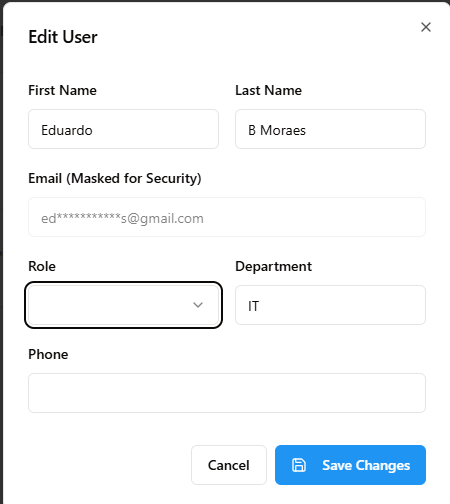 Edit User
First Name
Last Name
Eduardo
B Moraes
Email (Masked for Security)
ed***********s@gmail.com
Role
Department
IT
Phone
Cancel
Save Changes